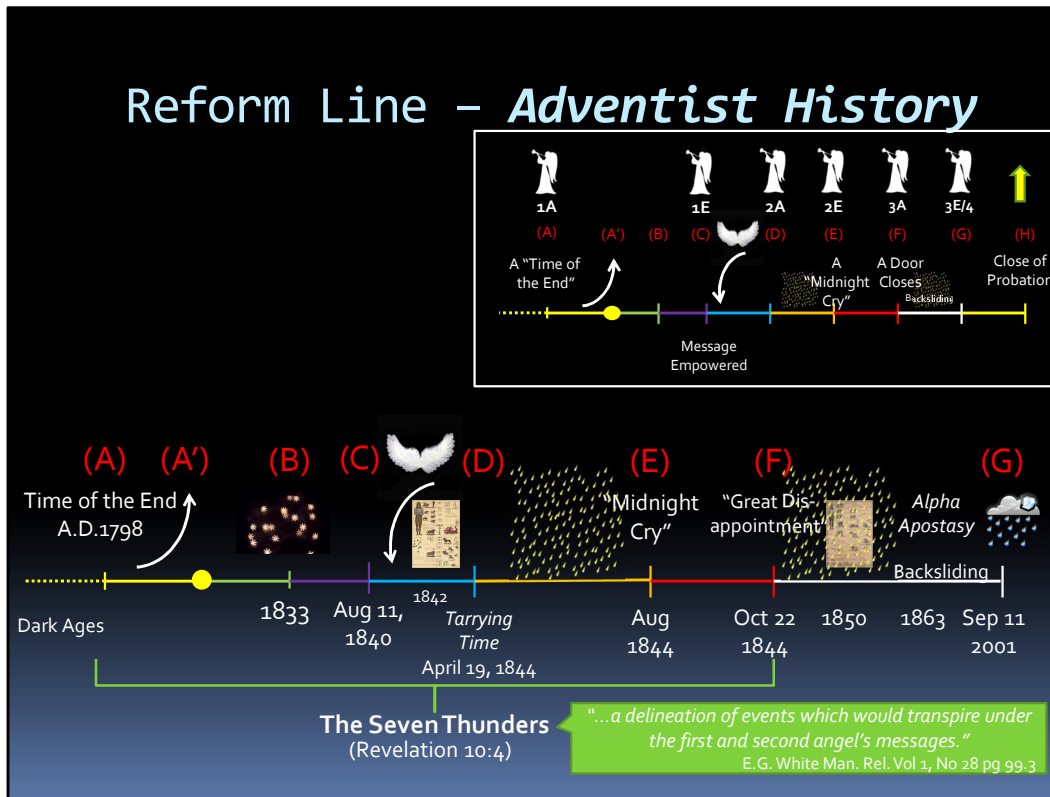 Reform Line – Adventist History
1A
1E
2A
2E
3A
3E/4
(A)
(A’)
(B)
(C)
(D)
(E)
(F)
(G)
(H)
A “Time of
the End”
A
“Midnight
Cry”
A Door
Closes
Backsliding
Close of
Probation
Message
Empowered
(A)
(A’)
(B)
(C)
(D)
(E)
(F)
(G)
Time of the End
A.D.1798
“Midnight
Cry”
“Great Dis-
appointment”
Alpha
Apostasy
Backsliding
Dark Ages
1833
Aug 11,
1840
1842
Tarrying
Time
April 19, 1844
Aug
1844
Oct 22
1844
1850
1863
Sep 11
2001
The Seven Thunders
(Revelation 10:4)
“...a delineation of events which would transpire under
the first and second angel’s messages.”
E.G. White Man. Rel. Vol 1, No 28 pg 99.3